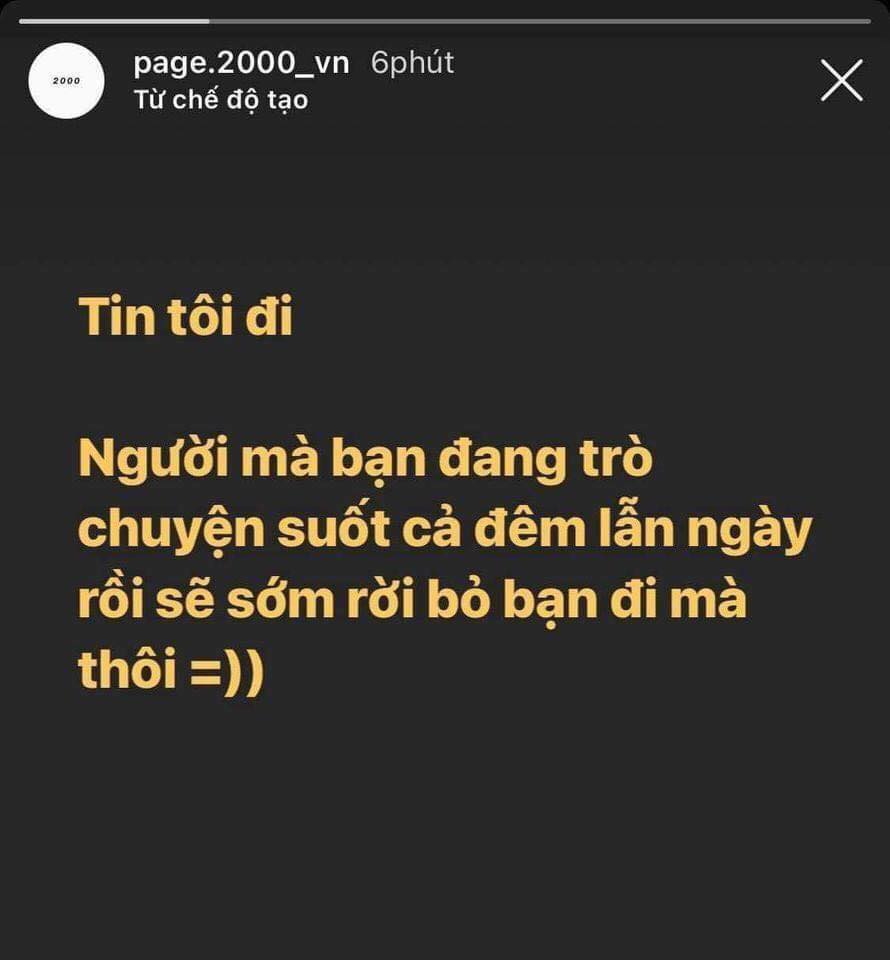 2000
page.2000_vn 6phút
Từ chế độ tạo
Tin tôi đi
Người mà bạn đang trò
chuyện suốt cả đêm lẫn ngày
rồi sẽ sớm rời bỏ bạn đi mà
thôi =))